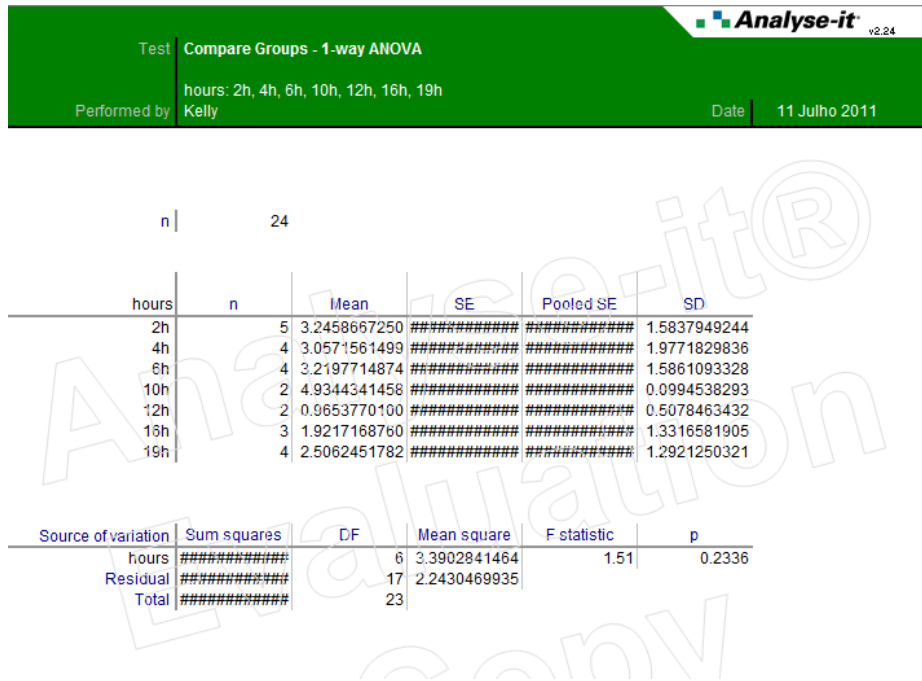 Analyse-it v2.24
Test Compare Groups - 1-way ANOVA
hours: 2h, 4h, 6h, 10h, 12h, 16h, 19h
Performed by Kelly Date 11 Julho 2011
n 24
hours n Mean SE Pooled SE SD
2h 5 3.2458667250 ############ ############ 1.5837949244
4h 4 3.0571561499 ############ ############ 1.9771829836
6h 4 3.2197714874 ############ ############ 1.5861093328
10h 2 4.9344341458 ############ ############ 0.0994538293
12h 2 0.9653770100 ############ ############ 0.5078463432
16h 3 1.9217168760 ############ ############ 1.3316581905
19h 4 2.5062451782 ############ ############ 1.2921250321
Source of variation Sum squares DF Mean square F statistic p
hours ############ 6 3.3902841464 1.51 0.2336
Residual ############ 17 2.2430469935
Total ############ 23
Analyse-it®
Evaluation
Copy